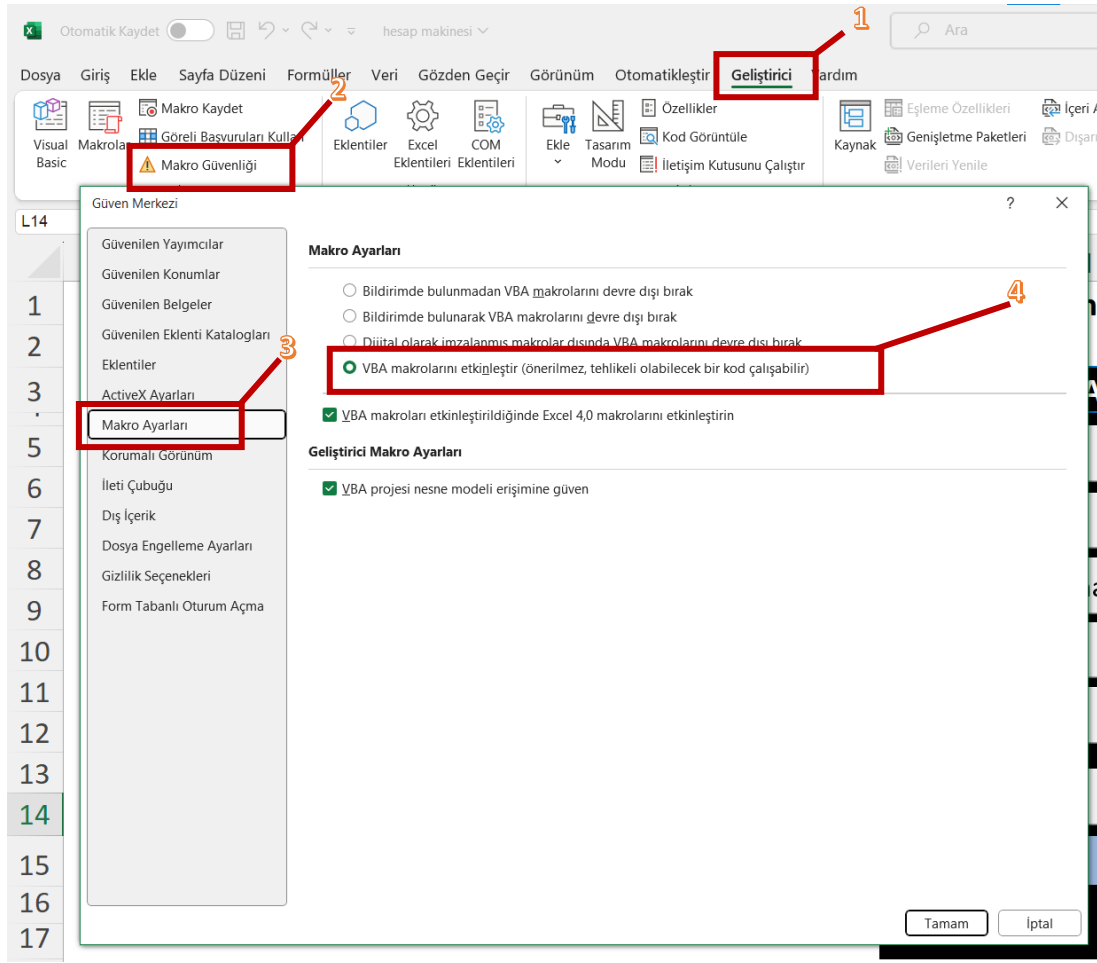 1
Otomatik Kaydet hesap makinesi Ara
Dosya Giriş Ekle Sayfa Düzeni Formüller Veri Gözden Geçir Görünüm Otomatikleştir Geliştirici Yardım
2
Visual Basic
Makrolar
Makro Kaydet
Göreli Başvuruları Kulla
Makro Güvenliği
Eklentiler
Excel Eklentileri
COM Eklentileri
Ekle
Tasarım Modu
Özellikler
Kod Görüntüle
İletişim Kutusunu Çalıştır
Kaynak
Eşleme Özellikleri
Genişletme Paketleri
Verileri Yenile
İçeri A
Dışarı
L14
Güven Merkezi ?
Güvenilen Yayımcılar
Güvenilen Konumlar
Güvenilen Belgeler
Güvenilen Eklenti Katalogları
Eklentiler
3
ActiveX Ayarları
Makro Ayarları
Korumalı Görünüm
İleti Çubuğu
Dış İçerik
Dosya Engelleme Ayarları
Gizlilik Seçenekleri
Form Tabanlı Oturum Açma
Makro Ayarları
Bildirimde bulunmadan VBA makrolarını devre dışı bırak
4
Bildirimde bulunarak VBA makrolarını devre dışı bırak
Dijital olarak imzalanmış makrolar dışında VBA makrolarını devre dışı bırak
VBA makrolarını etkinleştir (önerilmez, tehlikeli olabilecek bir kod çalışabilir)
VBA makroları etkinleştirildiğinde Excel 4,0 makrolarını etkinleştirin
Geliştirici Makro Ayarları
VBA projesi nesne modeli erişimine güven
Tamam İptal
1
2
3
5
6
7
8
9
10
11
12
13
14
15
16
17